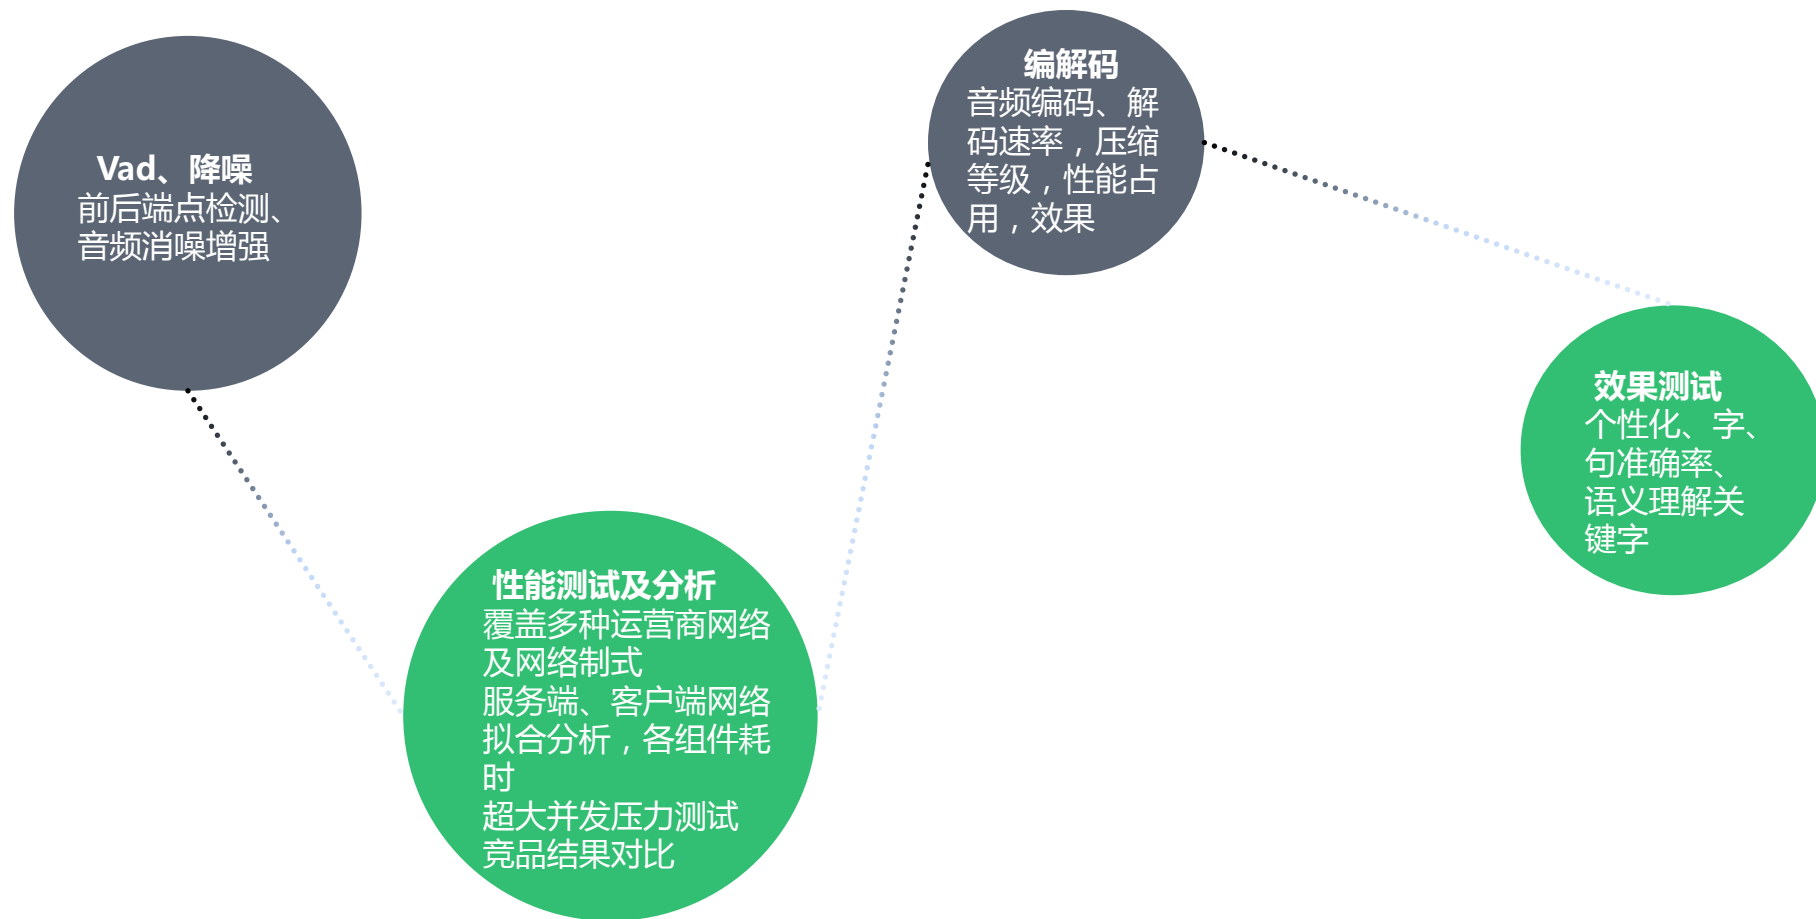 Vad、降噪
前后端点检测、
音频消噪增强
性能测试及分析
覆盖多种运营商网络
及网络制式
服务端、客户端网络
拟合分析，各组件耗
时
超大并发压力测试
竞品结果对比
编解码
音频编码、解
码速率，压缩
等级，性能占
用，效果
效果测试
个性化、字、
句准确率、
语义理解关
键字